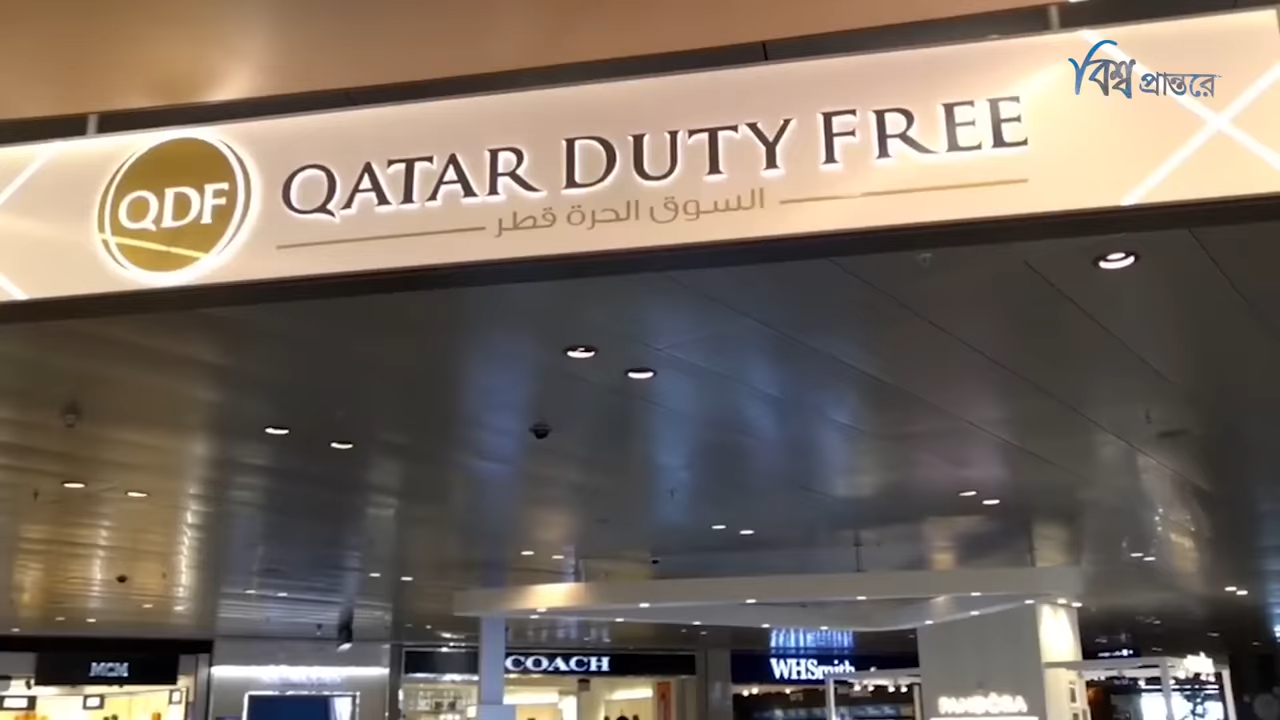 বিশ্ব প্রান্তরে
QDF
QATAR DUTY FREE
السوق الحرة قطر
MCM
COACH
WHSmith
PANDORA